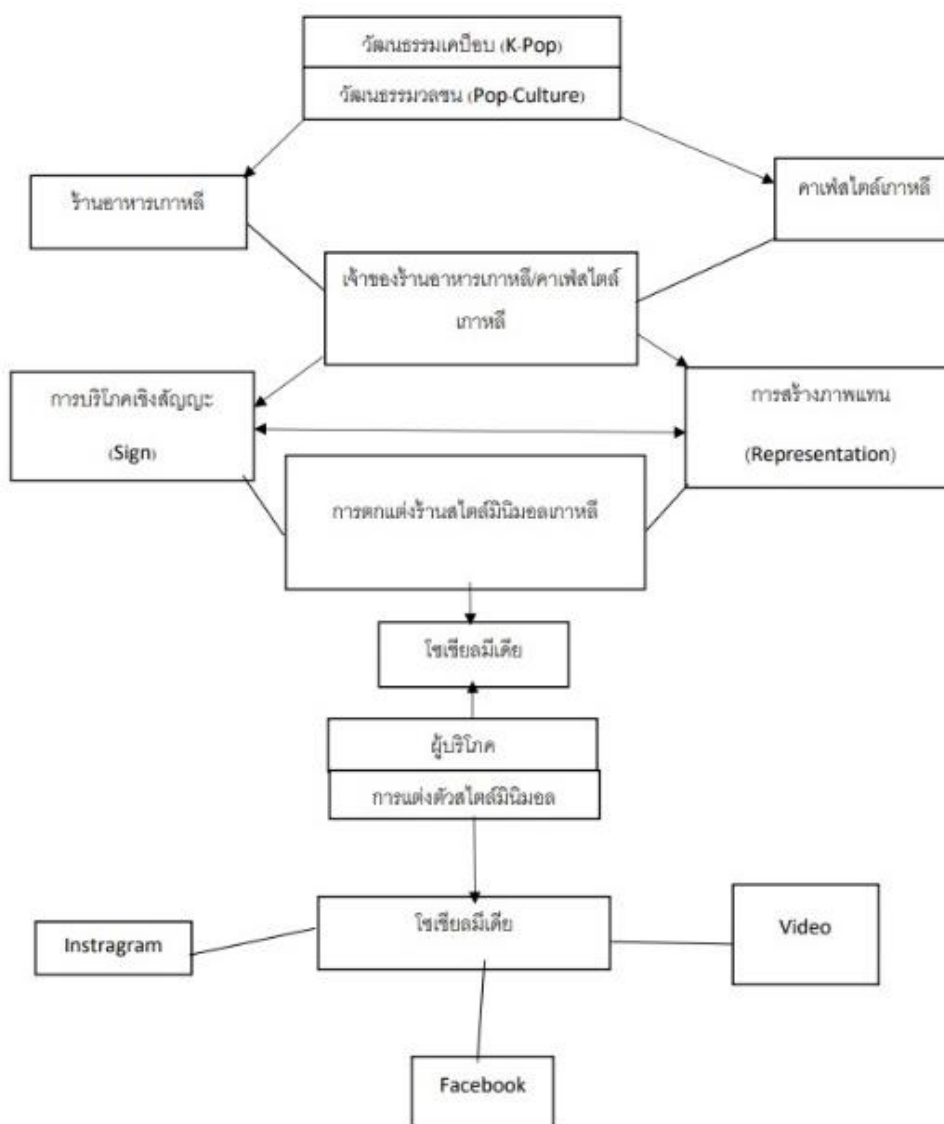 วัฒนธรรมเคป็อบ (K-Pop)
วัฒนธรรมวลชน (Pop-Culture)
ร้านอาหารเกาหลี
คาเฟ่สไตล์เกาหลี
เจ้าของร้านอาหารเกาหลี/คาเฟ่สไตล์
เกาหลี
การบริโภคเชิงสัญญะ
(Sign)
การสร้างภาพแทน
(Representation)
การตกแต่งร้านสไตล์มินิมอลเกาหลี
โซเชียลมีเดีย
ผู้บริโภค
การแต่งตัวสไตล์มินิมอล
โซเชียลมีเดีย
Instragram
Video
Facebook